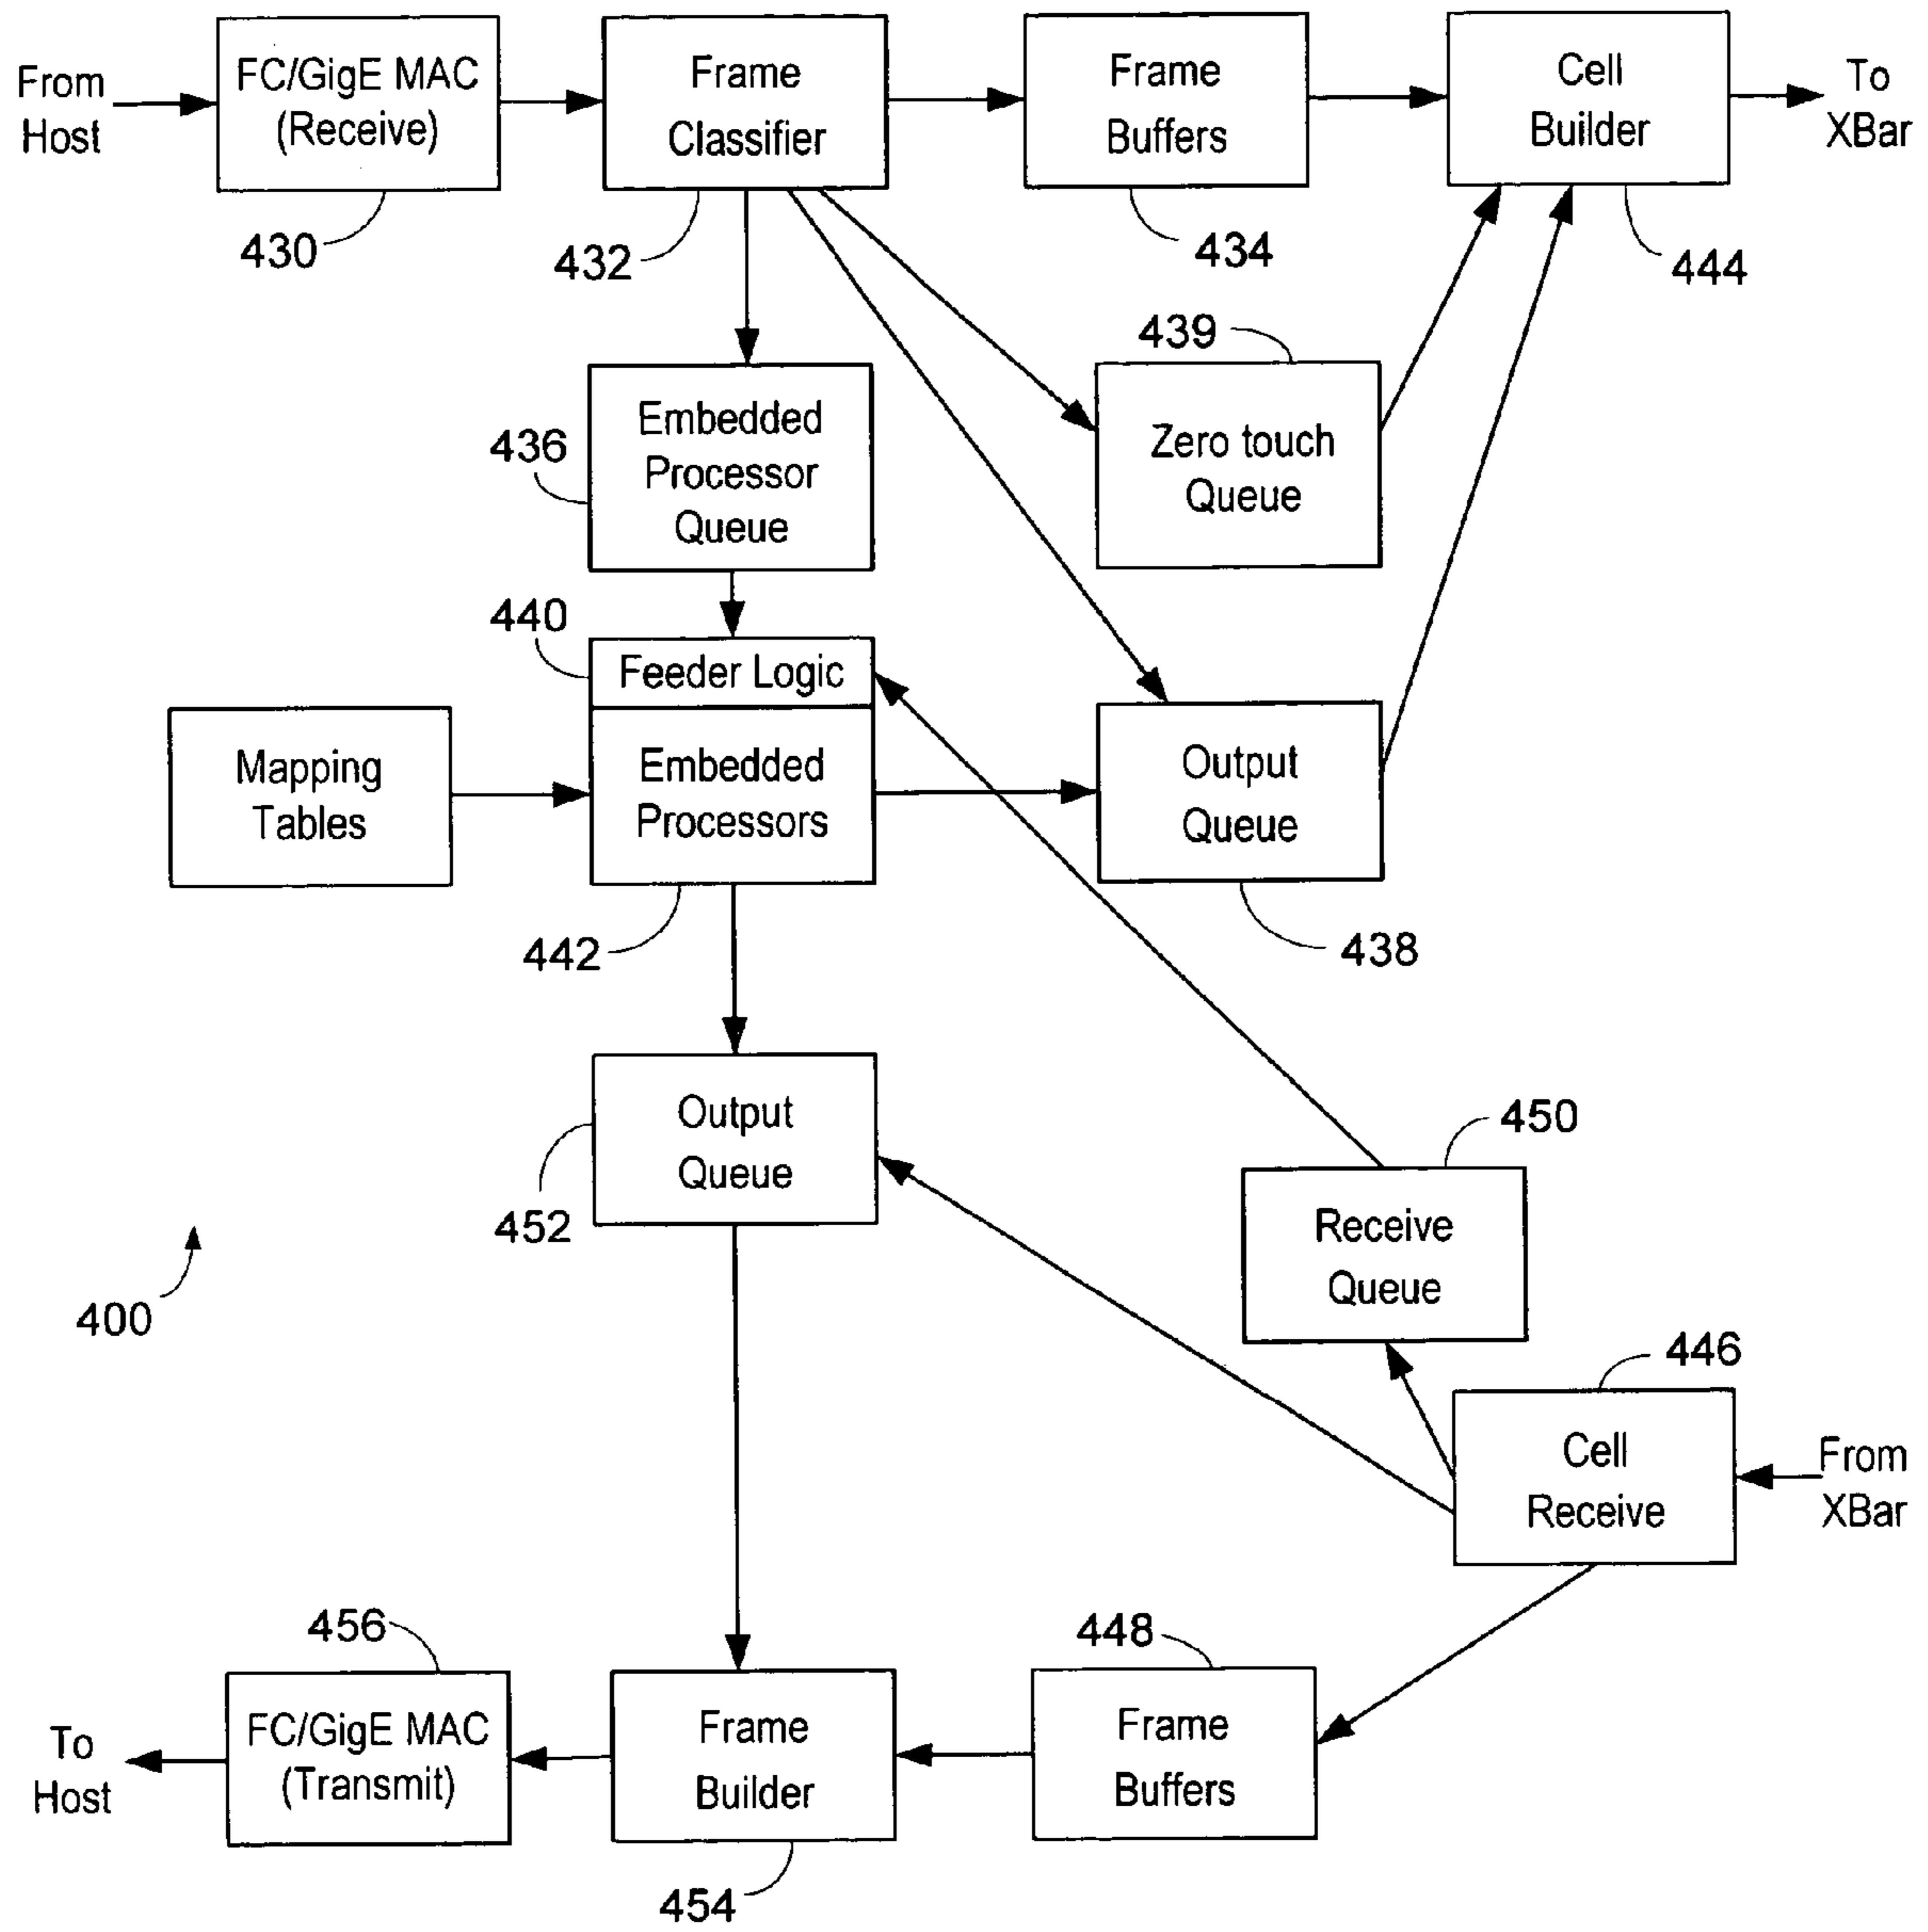 From
Host
FC/GigE MAC
(Receive)
430
Frame
Classifier
432
Frame
Buffers
434
Cell
Builder
444
To
XBar
Embedded
Processor
Queue
436
439
Zero touch
Queue
440
Feeder Logic
Mapping
Tables
Embedded
Processors
442
Output
Queue
438
Output
Queue
452
450
Receive
Queue
400
446
Cell
Receive
From
XBar
456
FC/GigE MAC
(Transmit)
To
Host
Frame
Builder
454
448
Frame
Buffers